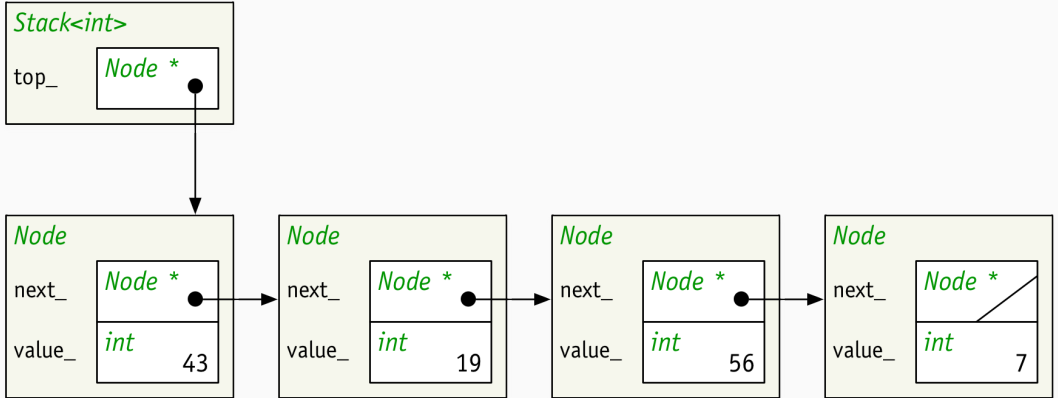 Stack<int>
top_ Node *
Node Node Node Node
next_ Node * next_ Node * next_ Node * next_ Node *
value_ int 43 value_ int 19 value_ int 56 value_ int 7